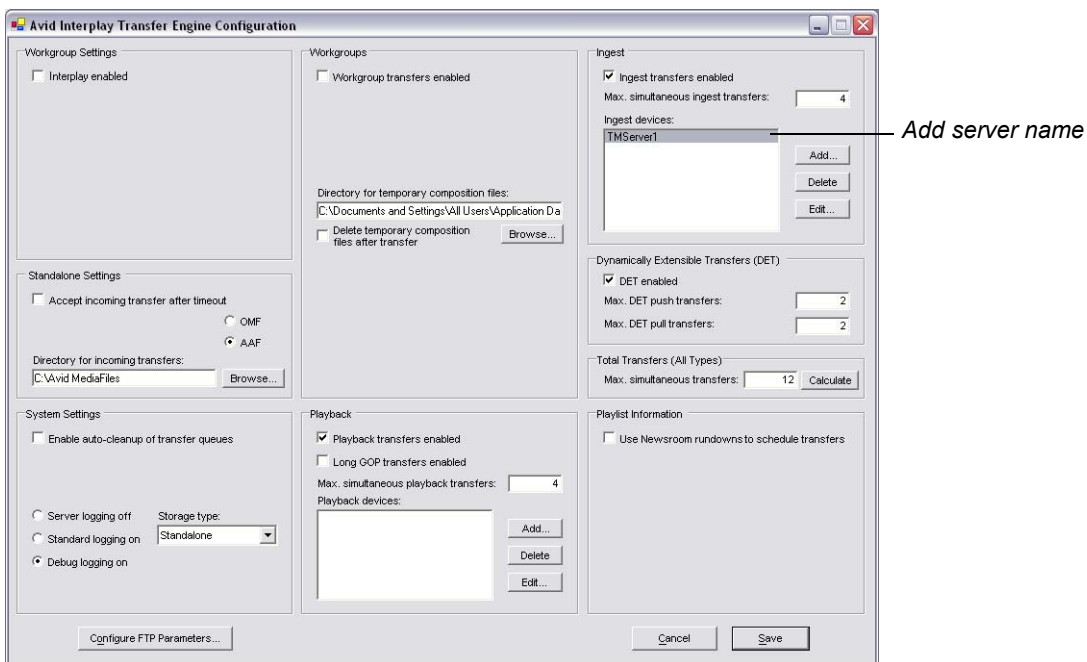 Avid Interplay Transfer Engine Configuration
Workgroup Settings
Interplay enabled
Standalone Settings
Accept incoming transfer after timeout
OMF
AAF
Directory for incoming transfers:
C:\Avid MediaFiles
Browse...
System Settings
Enable auto-cleanup of transfer queues
Server logging off
Storage type:
Standard logging on
Standalone
Debug logging on
Configure FTP Parameters...
Workgroups
Workgroup transfers enabled
Directory for temporary composition files:
C:\Documents and Settings\All Users\Application Da
Delete temporary composition
files after transfer
Browse...
Playback
Playback transfers enabled
Long GOP transfers enabled
Max. simultaneous playback transfers: 4
Playback devices:
Add...
Delete
Edit...
Ingest
Ingest transfers enabled
Max. simultaneous ingest transfers: 4
Ingest devices:
TMServer1
Add...
Delete
Edit...
Add server name
Dynamically Extensible Transfers (DET)
DET enabled
Max. DET push transfers: 2
Max. DET pull transfers: 2
Total Transfers (All Types)
Max. simultaneous transfers: 12 Calculate
Playlist Information
Use Newsroom rundowns to schedule transfers
Cancel
Save